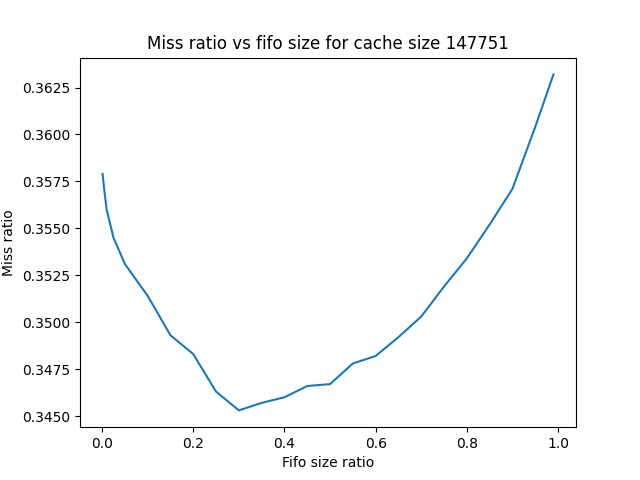 Miss ratio vs fifo size for cache size 147751
0.3625
0.3600
0.3575
0.3550
0.3525
0.3500
0.3475
0.3450
Miss ratio
0.0 0.2 0.4 0.6 0.8 1.0
Fifo size ratio